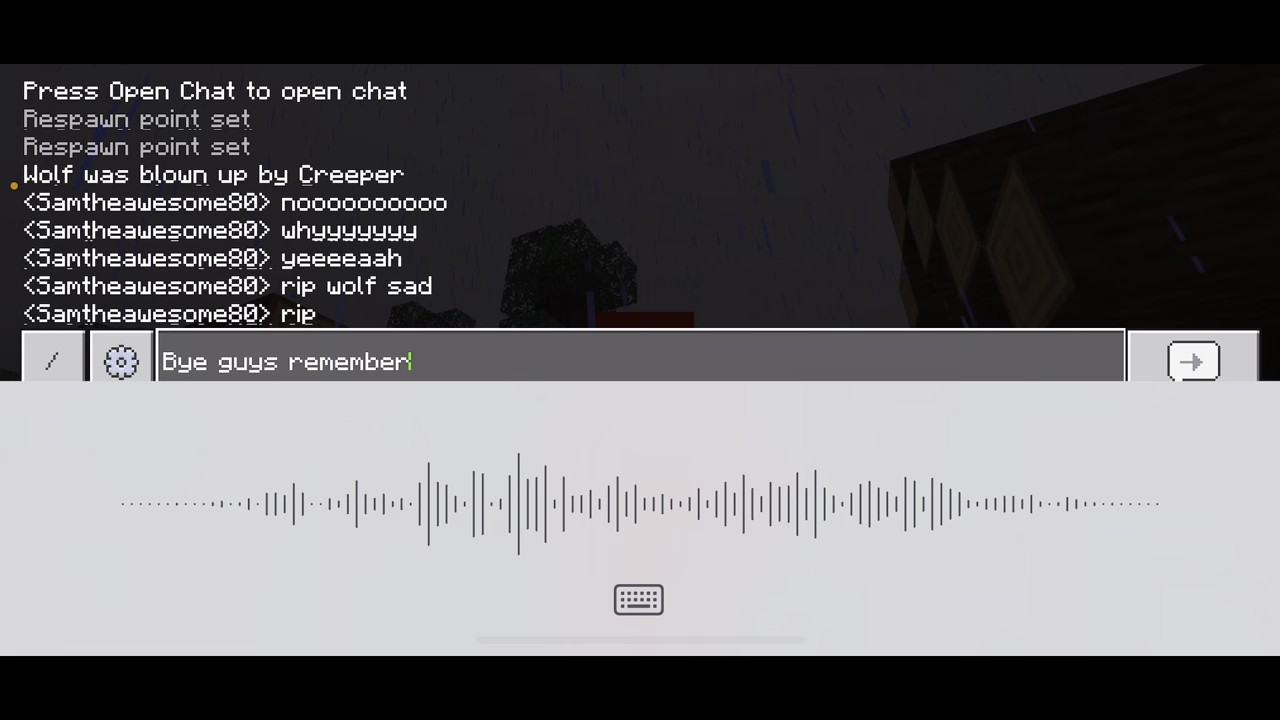 Press Open Chat to open chat
Respawn point set
Respawn point set
Wolf was blown up by Creeper
<Samtheawesome80> nooooooooooo
<Samtheawesome80> whyyyyyyy
<Samtheawesome80> yeeeeaah
<Samtheawesome80> rip wolf sad
<Samtheawesome80> rip
/
Bye guys remember